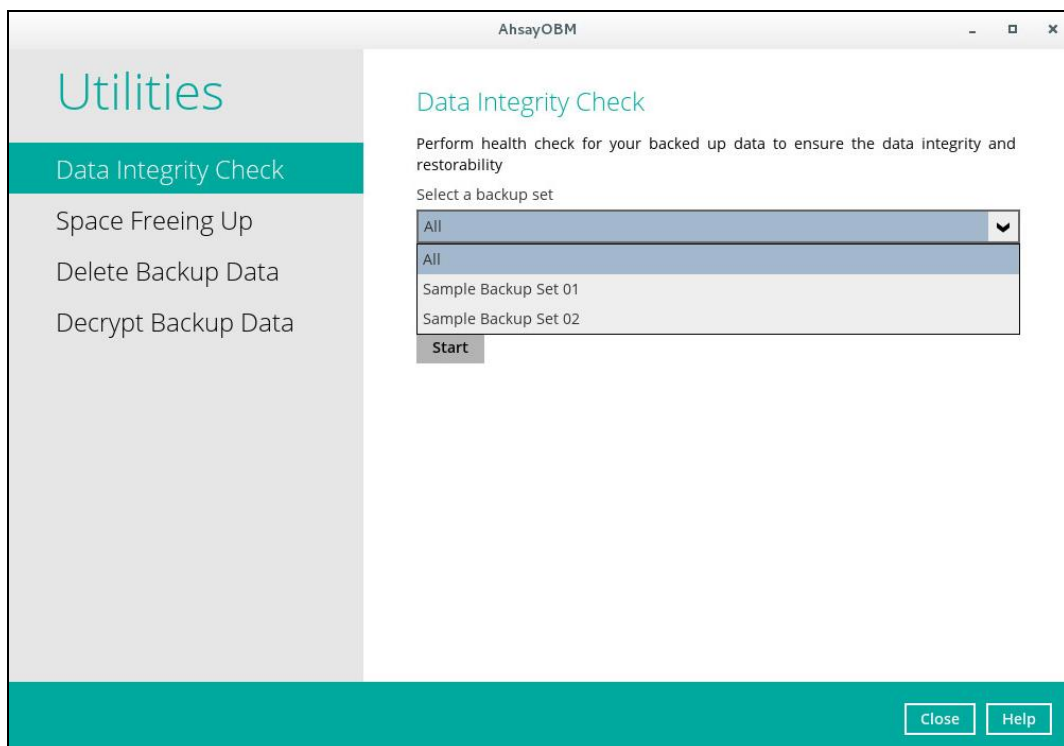 AhsayOBM
Utilities
Data Integrity Check
Space Freeing Up
Delete Backup Data
Decrypt Backup Data
Data Integrity Check
Perform health check for your backed up data to ensure the data integrity and
restorability
Select a backup set
All
All
Sample Backup Set 01
Sample Backup Set 02
Start
Close
Help